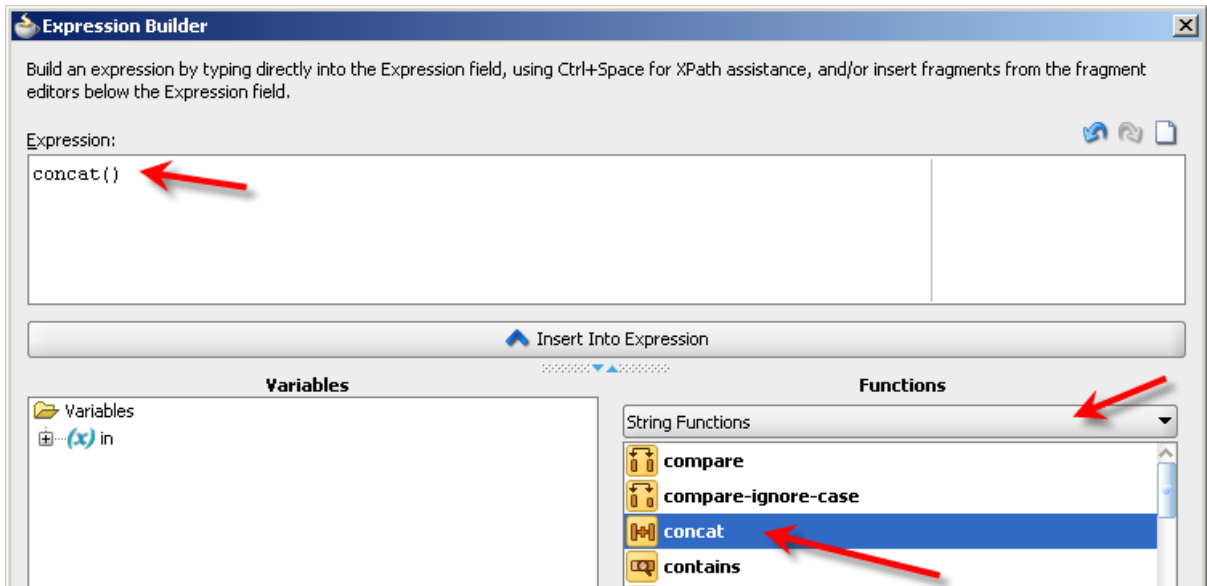 Expression Builder
Build an expression by typing directly into the Expression field, using Ctrl+Space for XPath assistance, and/or insert fragments from the fragment
editors below the Expression field.
Expression:
concat()
Insert Into Expression
Variables
Variables
(x) in
Functions
String Functions
compare
compare-ignore-case
concat
contains